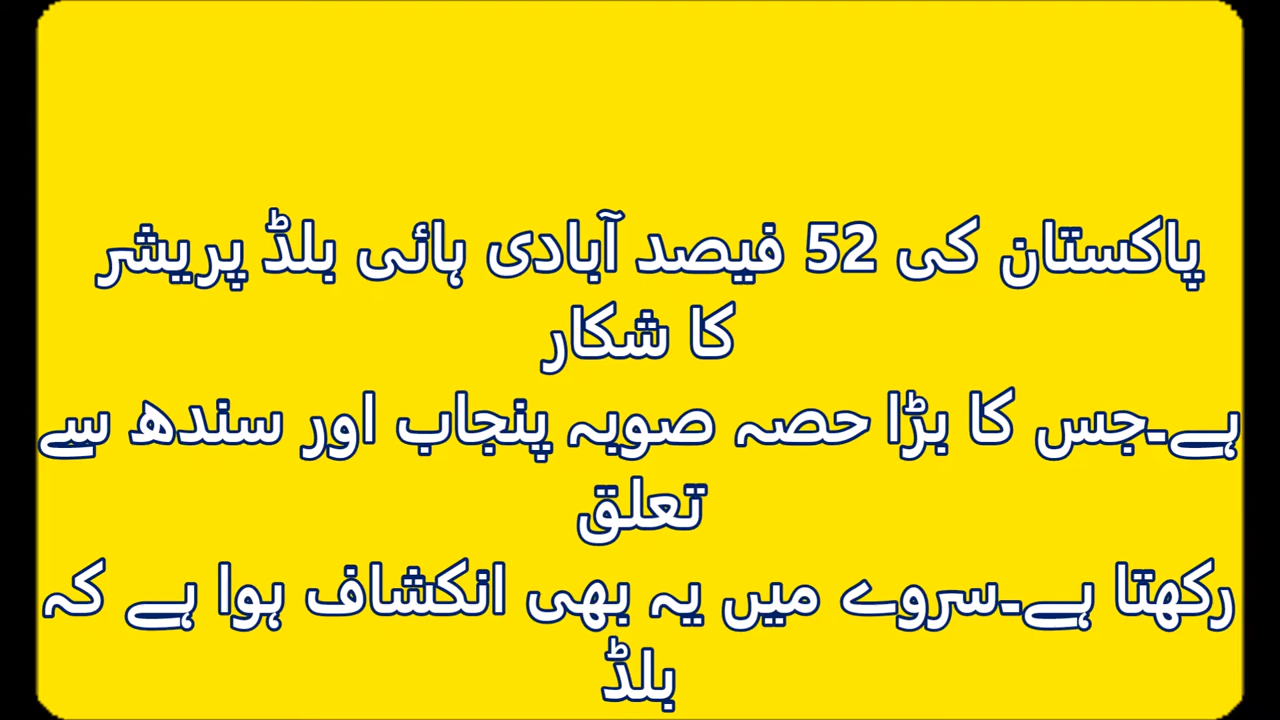 پاکستان کی 52 فیصد آبادی ہائی بلڈ پریشر
کا شکار
ہے۔جس کا بڑا حصہ صوبہ پنجاب اور سندھ سے
تعلق
رکھتا ہے۔سروے میں یہ بھی انکشاف ہوا ہے کہ
بلڈ